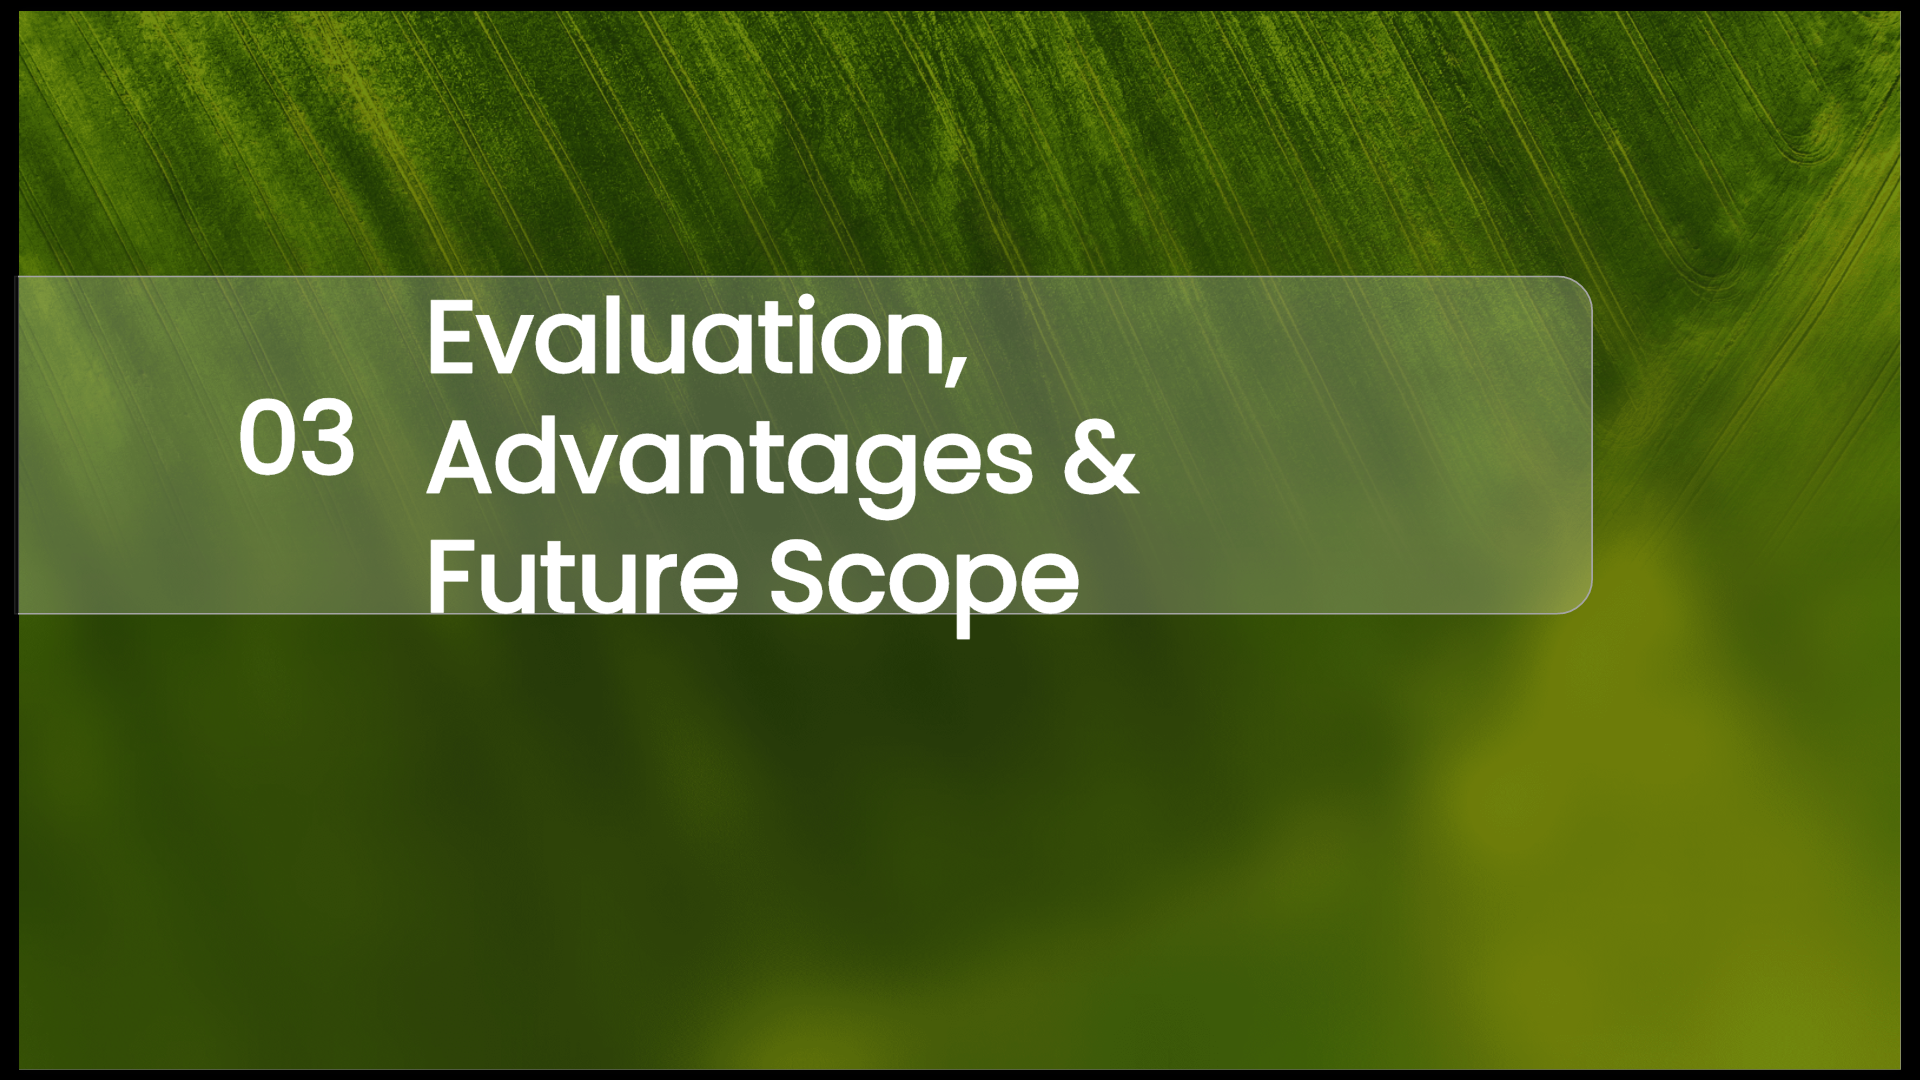 03
Evaluation,
Advantages &
Future Scope